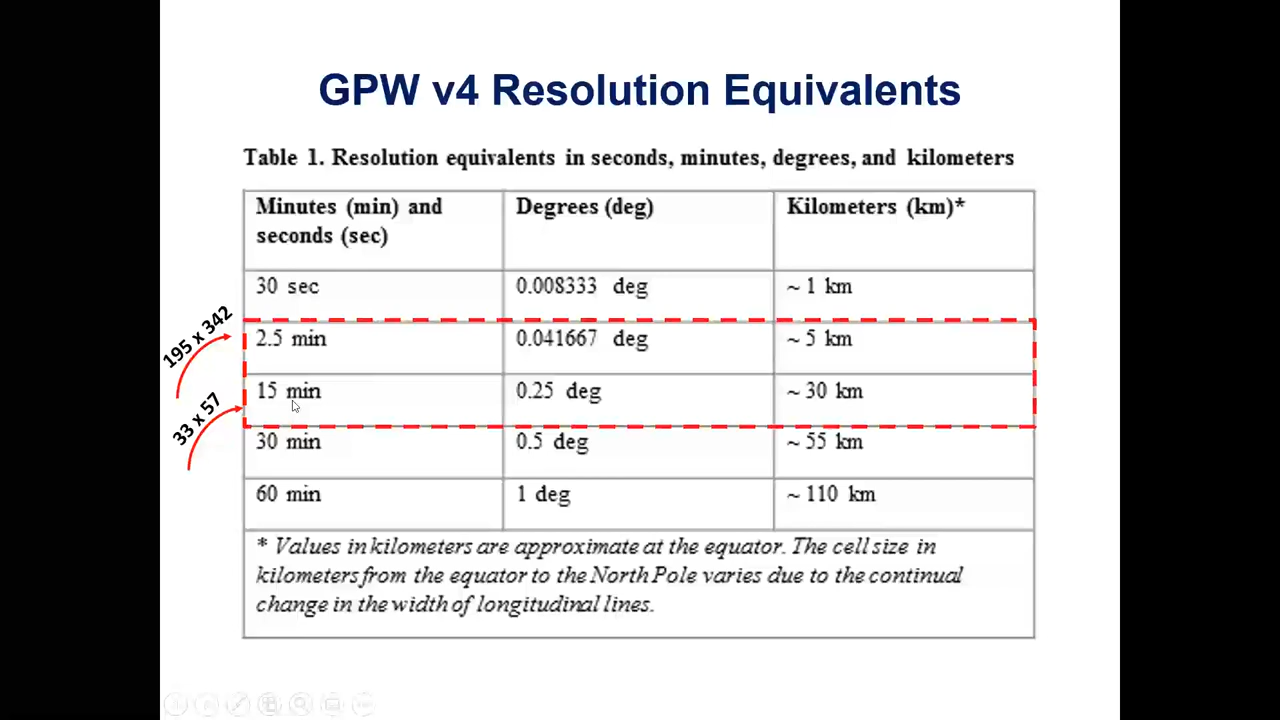 GPW v4 Resolution Equivalents
Table 1. Resolution equivalents in seconds, minutes, degrees, and kilometers
Minutes (min) and seconds (sec) Degrees (deg) Kilometers (km)*
30 sec 0.008333 deg ~ 1 km
195 x 342
2.5 min 0.041667 deg ~ 5 km
15 min 0.25 deg ~ 30 km
33 x 57
30 min 0.5 deg ~ 55 km
60 min 1 deg ~ 110 km
* Values in kilometers are approximate at the equator. The cell size in
kilometers from the equator to the North Pole varies due to the continual
change in the width of longitudinal lines.